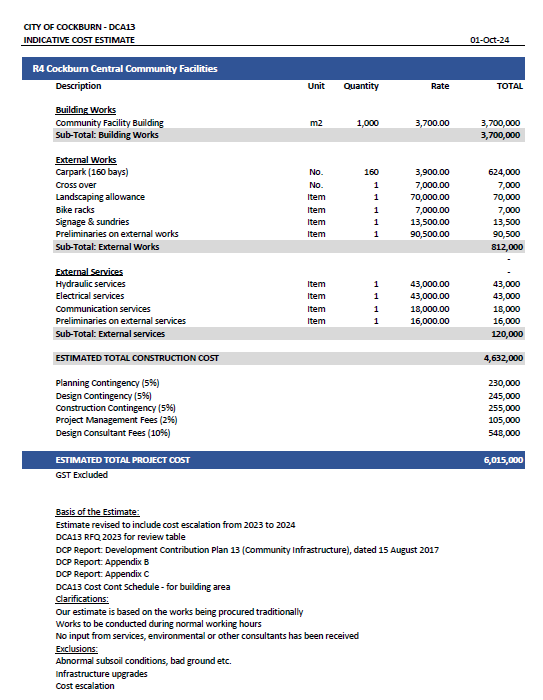 CITY OF COCKBURN - DCA13
INDICATIVE COST ESTIMATE 01-Oct-24
R4 Cockburn Central Community Facilities
Description Unit Quantity Rate TOTAL
Building Works
Community Facility Building m2 1,000 3,700.00 3,700,000
Sub-Total: Building Works 3,700,000
External Works
Carpark (160 bays) No. 160 3,900.00 624,000
Cross over No. 1 7,000.00 7,000
Landscaping allowance Item 1 70,000.00 70,000
Bike racks Item 1 7,000.00 7,000
Signage & sundries Item 1 13,500.00 13,500
Preliminaries on external works Item 1 90,500.00 90,500
Sub-Total: External Works 812,000
-
External Services -
Hydraulic services Item 1 43,000.00 43,000
Electrical services Item 1 43,000.00 43,000
Communication services Item 1 18,000.00 18,000
Preliminaries on external services Item 1 16,000.00 16,000
Sub-Total: External services 120,000
ESTIMATED TOTAL CONSTRUCTION COST 4,632,000
Planning Contingency (5%) 230,000
Design Contingency (5%) 245,000
Construction Contingency (5%) 255,000
Project Management Fees (2%) 105,000
Design Consultant Fees (10%) 548,000
ESTIMATED TOTAL PROJECT COST 6,015,000
GST Excluded
Basis of the Estimate:
Estimate revised to include cost escalation from 2023 to 2024
DCA13 RFQ 2023 for review table
DCP Report: Development Contribution Plan 13 (Community Infrastructure), dated 15 August 2017
DCP Report: Appendix B
DCP Report: Appendix C
DCA13 Cost Cont Schedule - for building area
Clarifications:
Our estimate is based on the works being procured traditionally
Works to be conducted during normal working hours
No input from services, environmental or other consultants has been received
Exclusions:
Abnormal subsoil conditions, bad ground etc.
Infrastructure upgrades
Cost escalation